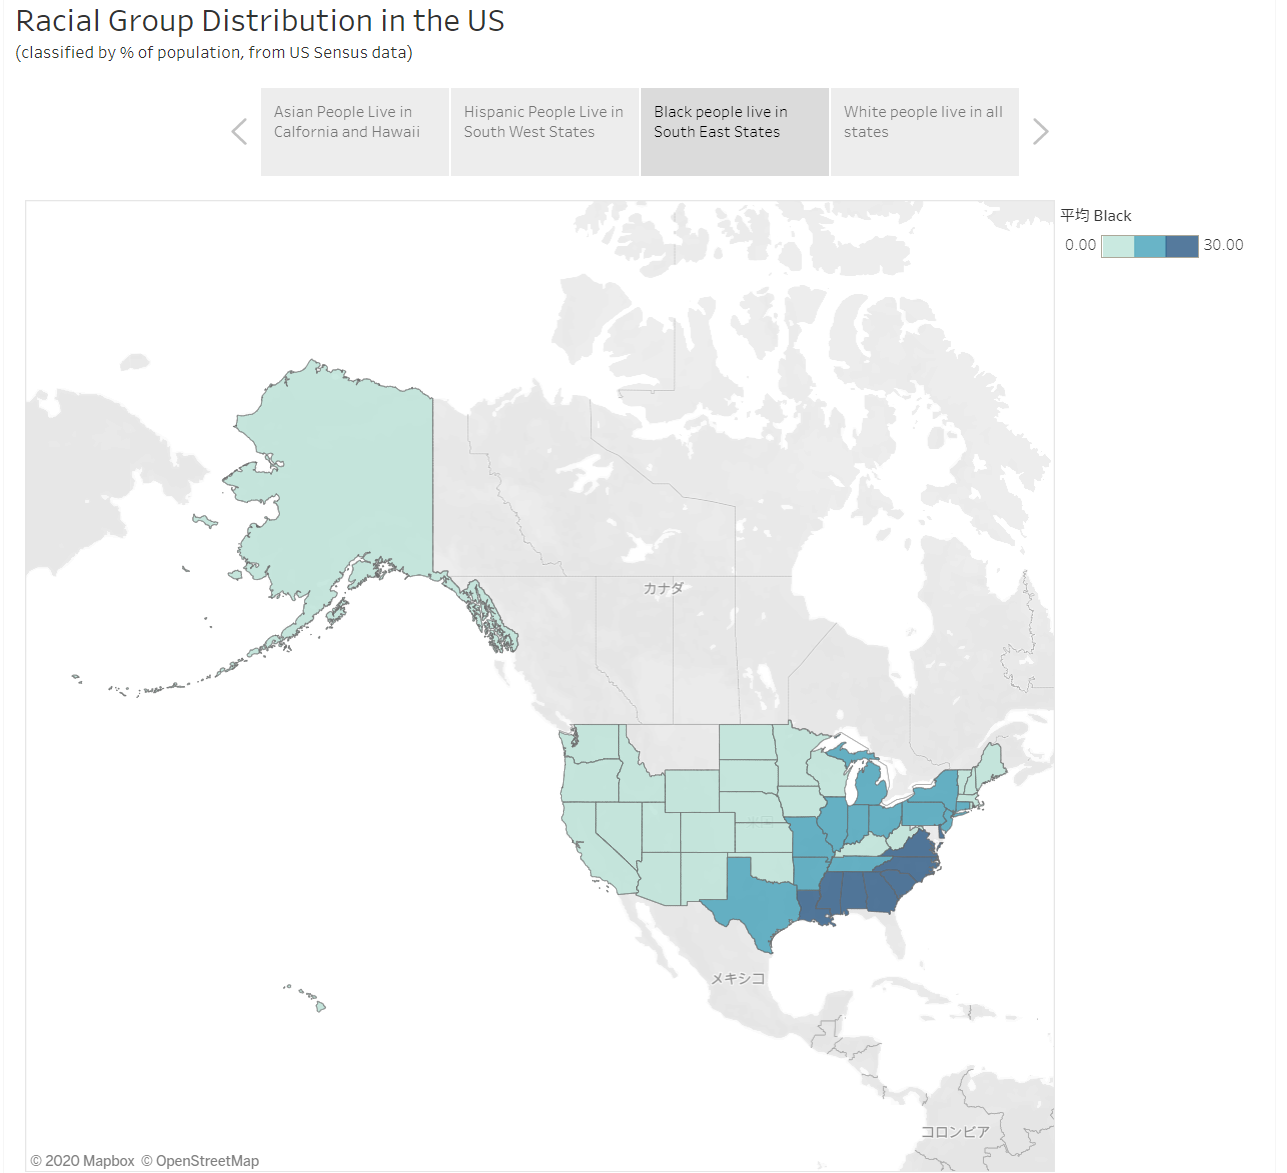 Racial Group Distribution in the US
(classified by % of population, from US Sensus data)
Asian People Live in
Calfornia and Hawaii
Hispanic People Live in
South West States
Black people live in
South East States
White people live in all
states
平均 Black
0.00
30.00
カナダ
メキシコ
コロンビア
© 2020 Mapbox © OpenStreetMap